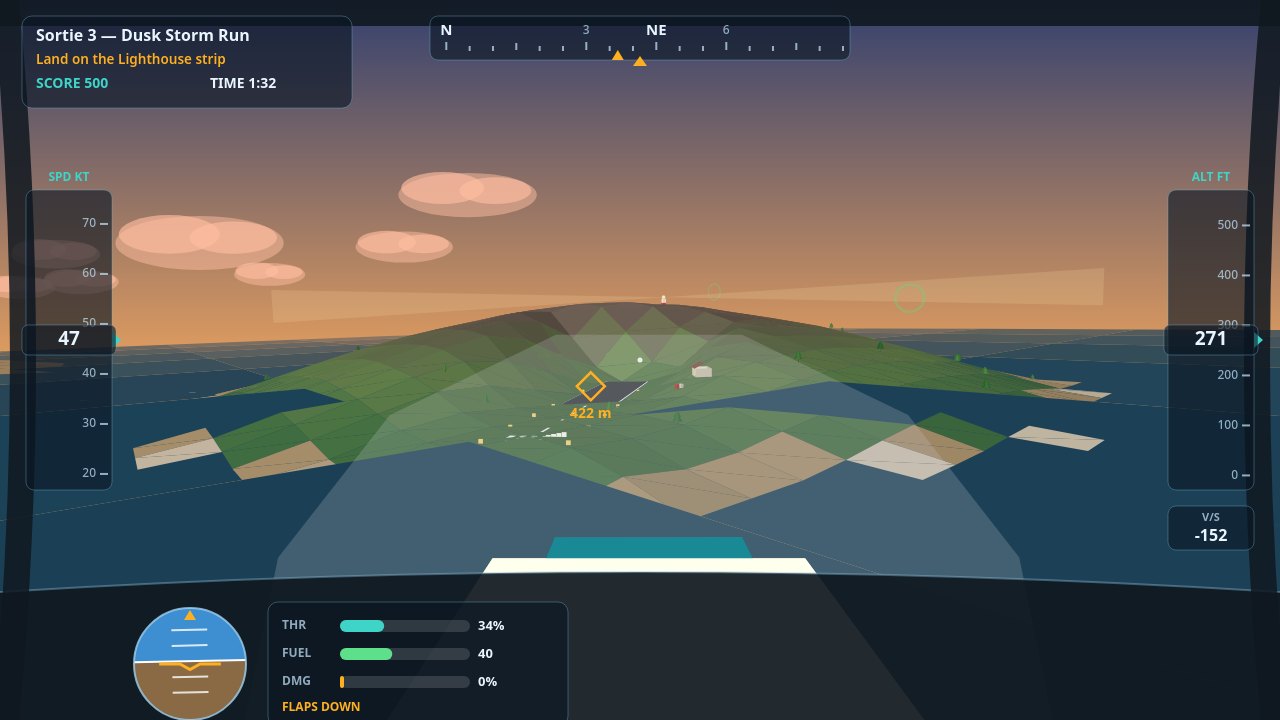 Sortie 3 — Dusk Storm Run
Land on the Lighthouse strip
SCORE 500 TIME 1:32
N 3 NE 6
SPD KT
70
60
50
47
40
30
20
ALT FT
500
400
300
271
200
100
0
V/S
-152
422 m
THR 34%
FUEL 40
DMG 0%
FLAPS DOWN